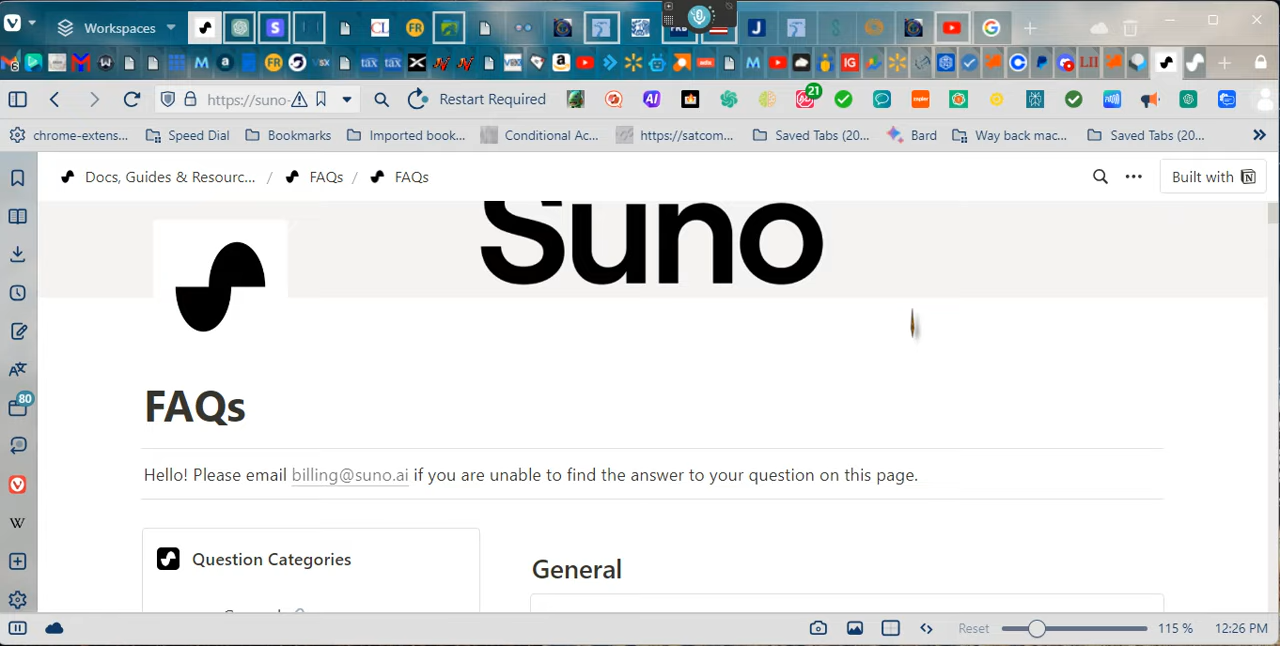 Workspaces
https://suno-
Restart Required
21
chrome-extens...
Speed Dial
Bookmarks
Imported book...
Conditional Ac...
https://satcom...
Saved Tabs (20...
Bard
Way back mac...
Saved Tabs (20...
Docs, Guides & Resourc... / FAQs / FAQs
Built with
Suno
FAQs
Hello! Please email billing@suno.ai if you are unable to find the answer to your question on this page.
Question Categories
General
80
Reset
115 %
12:26 PM